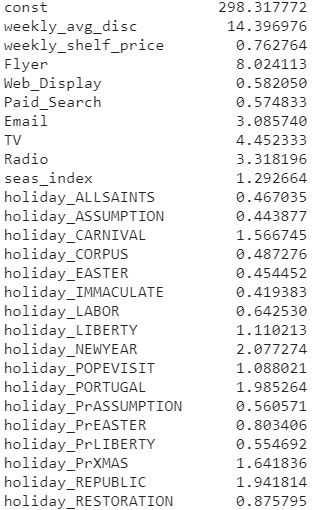 const 298.317772
weekly_avg_disc 14.396976
weekly_shelf_price 0.762764
Flyer 8.024113
Web_Display 0.582050
Paid_Search 0.574833
Email 3.085740
TV 4.452333
Radio 3.318196
seas_index 1.292664
holiday_ALLSAINTS 0.467035
holiday_ASSUMPTION 0.443877
holiday_CARNIVAL 1.566745
holiday_CORPUS 0.487276
holiday_EASTER 0.454452
holiday_IMMACULATE 0.419383
holiday_LABOR 0.642530
holiday_LIBERTY 1.110213
holiday_NEWYEAR 2.077274
holiday_POPEVISIT 1.088021
holiday_PORTUGAL 1.985264
holiday_PrASSUMPTION 0.560571
holiday_PrEASTER 0.803406
holiday_PrLIBERTY 0.554692
holiday_PrXMAS 1.641836
holiday_REPUBLIC 1.941814
holiday_RESTORATION 0.875795